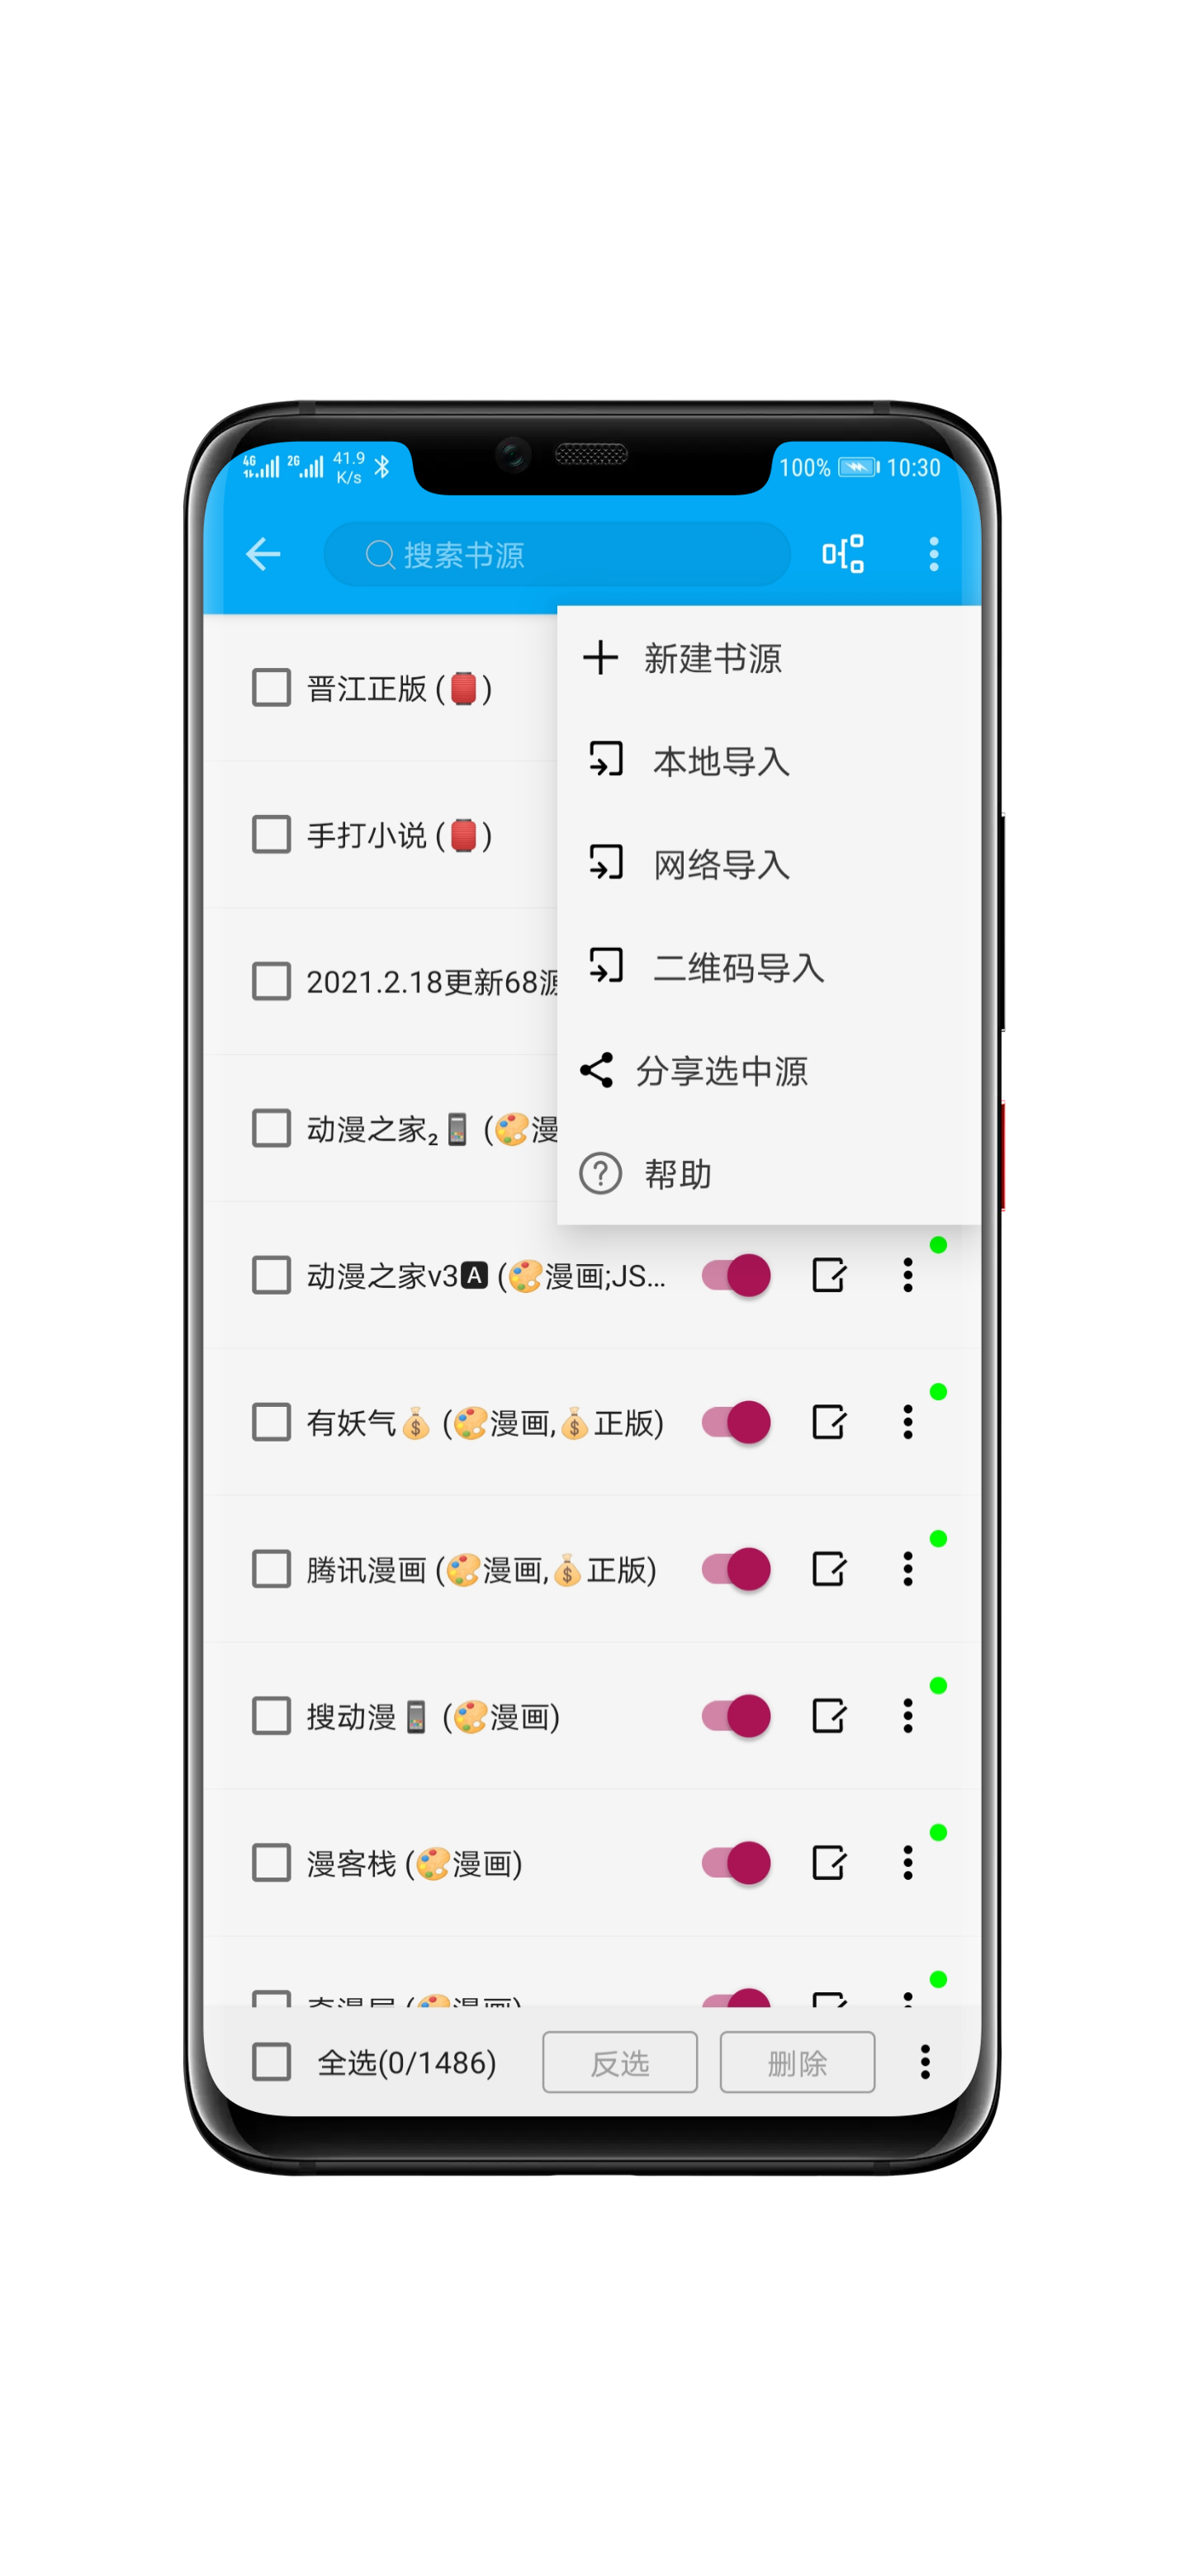 4G 2G 41.9 K/s 100% 10:30
搜索书源
新建书源
晋江正版 (🏮)
本地导入
手打小说 (🏮)
网络导入
二维码导入
2021.2.18更新68
分享选中源
动漫之家₂📱 (🎨漫
帮助
动漫之家v3🅰 (🎨漫画;JS...
有妖气💰 (🎨漫画,💰正版)
腾讯漫画 (🎨漫画,💰正版)
搜动漫📱 (🎨漫画)
漫客栈 (🎨漫画)
全选(0/1486) 反选 删除